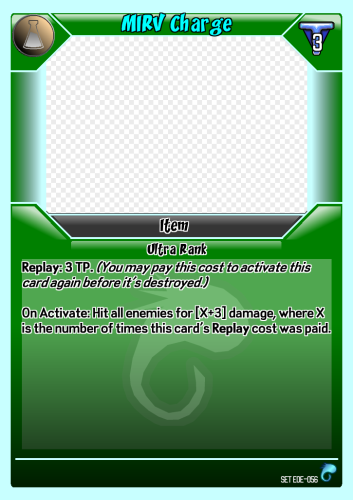 MIRV Charge
3
Item
Ultra Rank
Replay: 3 TP. (You may pay this cost to activate this
card again before it's destroyed.)
On Activate: Hit all enemies for [X+3] damage, where X
is the number of times this card's Replay cost was paid.
SET EDE-056